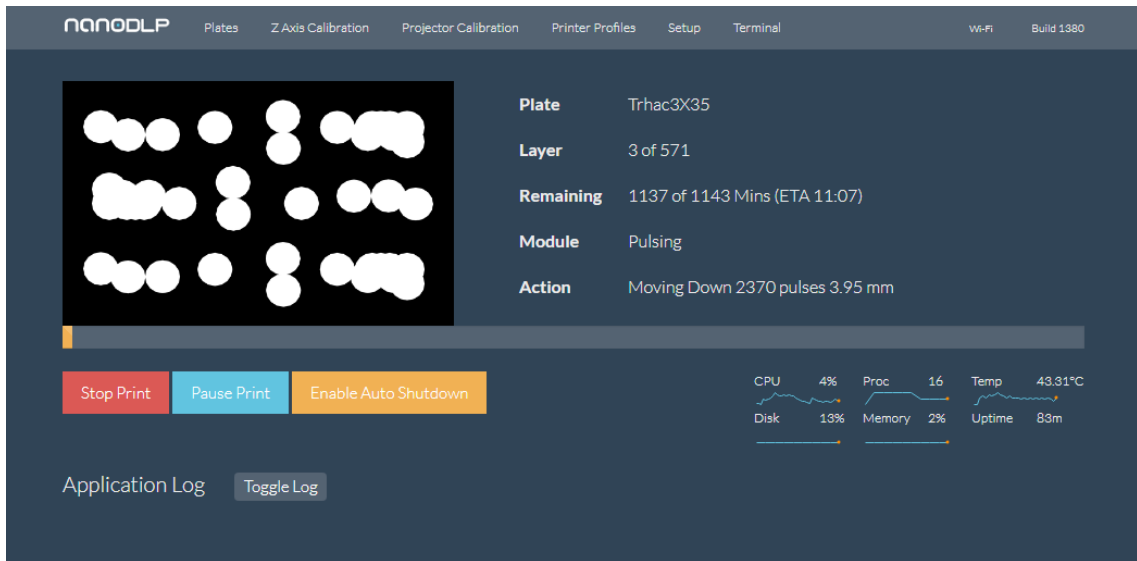 nanoDLP Plates Z Axis Calibration Projector Calibration Printer Profiles Setup Terminal Wi-Fi Build 1380
Plate Trhac3X35
Layer 3 of 571
Remaining 1137 of 1143 Mins (ETA 11:07)
Module Pulsing
Action Moving Down 2370 pulses 3.95 mm
Stop Print Pause Print Enable Auto Shutdown
CPU 4% Proc 16 Temp 43.31°C
Disk 13% Memory 2% Uptime 83m
Application Log Toggle Log